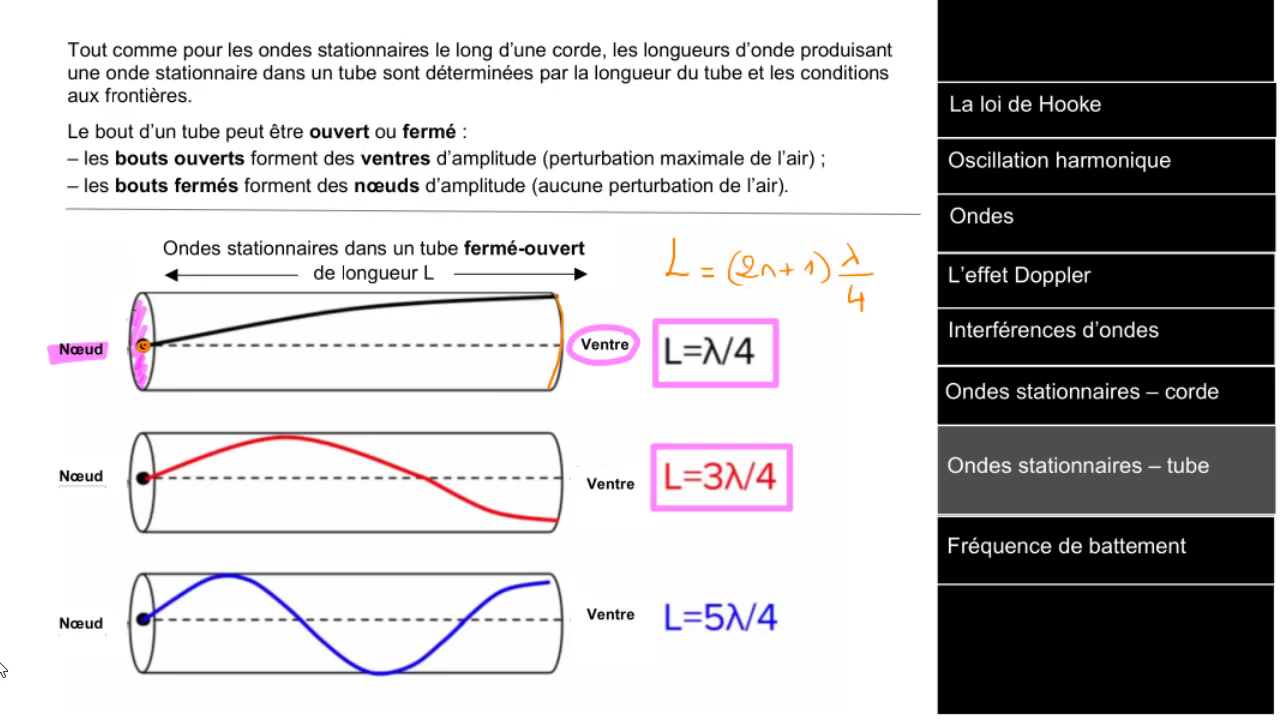 Tout comme pour les ondes stationnaires le long d’une corde, les longueurs d’onde produisant
une onde stationnaire dans un tube sont déterminées par la longueur du tube et les conditions
aux frontières.
Le bout d’un tube peut être ouvert ou fermé :
– les bouts ouverts forment des ventres d’amplitude (perturbation maximale de l’air) ;
– les bouts fermés forment des nœuds d’amplitude (aucune perturbation de l’air).
Ondes stationnaires dans un tube fermé-ouvert
de longueur L
L = (2n+1) λ/4
Nœud
Ventre
L=λ/4
Nœud
Ventre
L=3λ/4
Nœud
Ventre
L=5λ/4
La loi de Hooke
Oscillation harmonique
Ondes
L’effet Doppler
Interférences d’ondes
Ondes stationnaires – corde
Ondes stationnaires – tube
Fréquence de battement